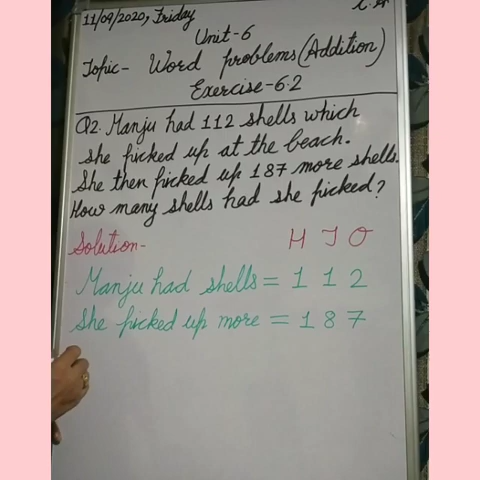 11/09/2020, Friday
Unit-6
Topic- Word problems (Addition)
Exercise-6.2
Q2. Manju had 112 shells which
she picked up at the beach.
She then picked up 187 more shells.
How many shells had she picked?
Solution- H T O
Manju had shells = 1 1 2
She picked up more = 1 8 7